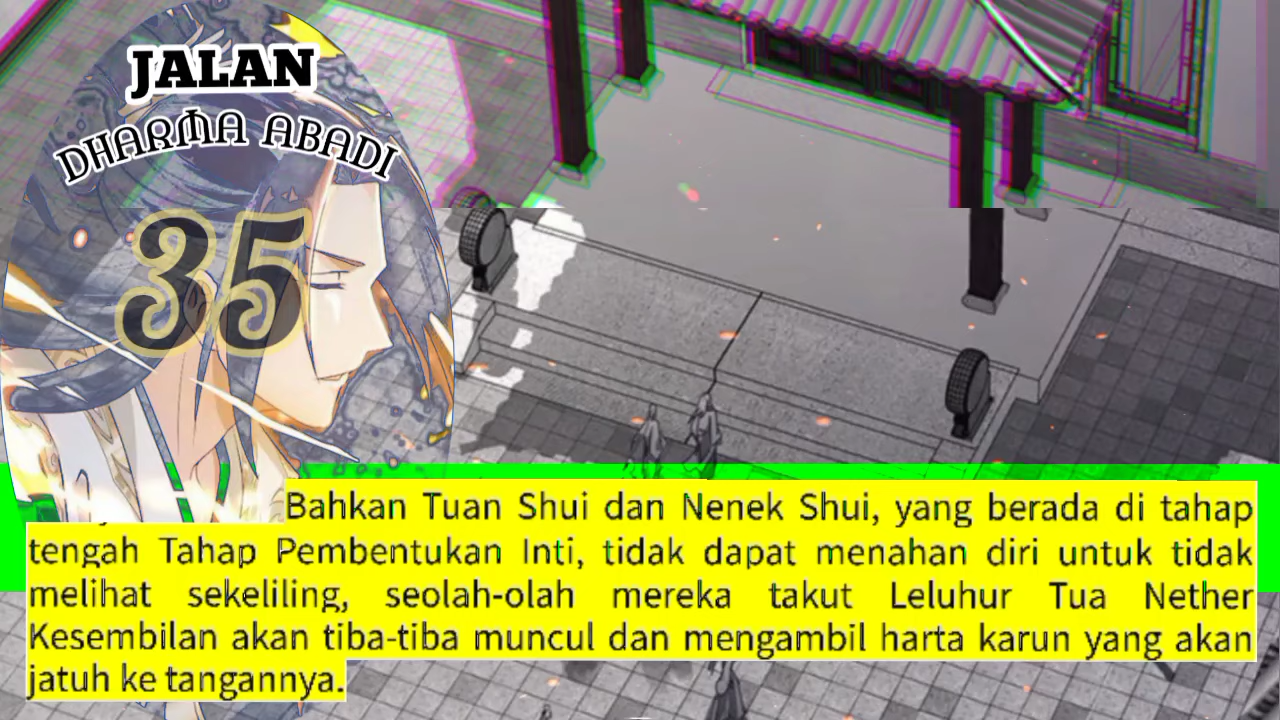 JALAN
DHARMA ABADI
35
Bahkan Tuan Shui dan Nenek Shui, yang berada di tahap
tengah Tahap Pembentukan Inti, tidak dapat menahan diri untuk tidak
melihat sekeliling, seolah-olah mereka takut Leluhur Tua Nether
Kesembilan akan tiba-tiba muncul dan mengambil harta karun yang akan
jatuh ke tangannya.